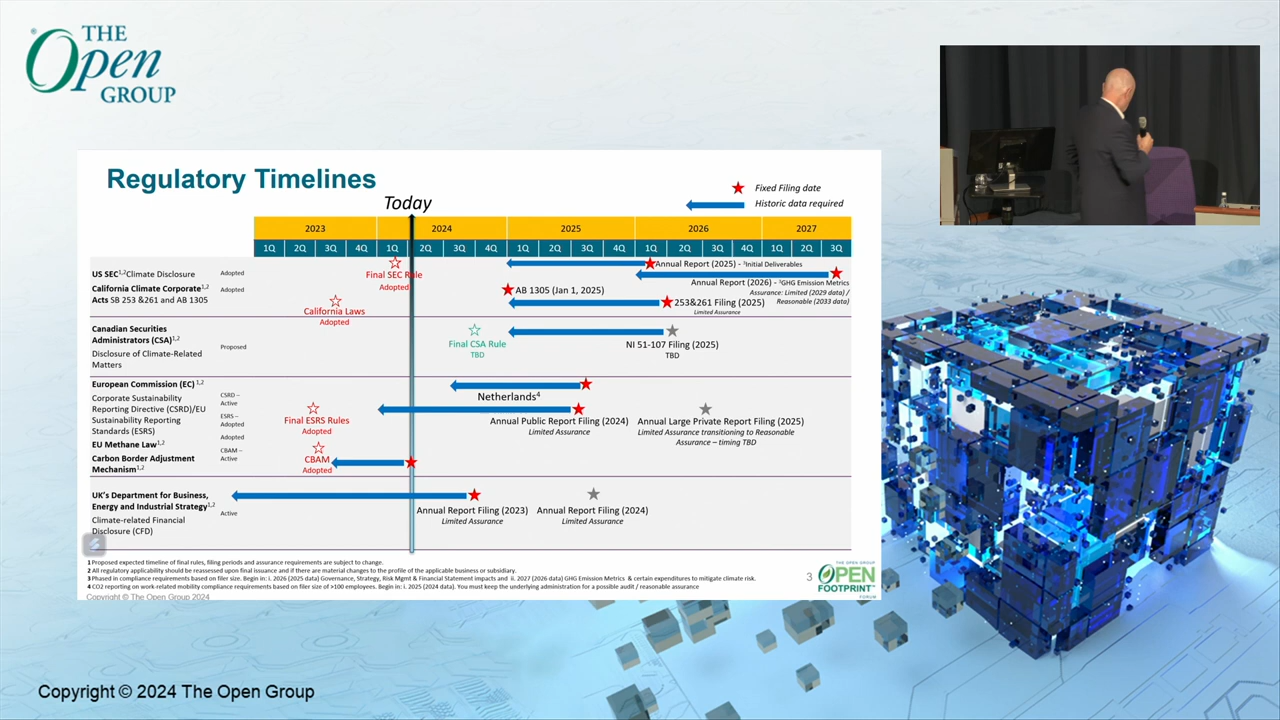 THE
Open
GROUP
Regulatory Timelines
Today
Fixed Filing date
Historic data required
2023 2024 2025 2026 2027
1Q 2Q 3Q 4Q 1Q 2Q 3Q 4Q 1Q 2Q 3Q 4Q 1Q 2Q 3Q 4Q 1Q 2Q 3Q
US SEC1,2Climate Disclosure
Adopted
California Climate Corporate1,2
Acts SB 253 &261 and AB 1305
Adopted
Final SEC Rule
Adopted
California Laws
Adopted
Annual Report (2025) - 3Initial Deliverables
Annual Report (2026) - 3GHG Emission Metrics
Assurance: Limited (2029 data) /
Reasonable (2033 data)
AB 1305 (Jan 1, 2025)
253&261 Filing (2025)
Limited Assurance
Canadian Securities
Administrators (CSA)1,2
Disclosure of Climate-Related
Matters
Proposed
Final CSA Rule
TBD
NI 51-107 Filing (2025)
TBD
European Commission (EC) 1,2
Corporate Sustainability
Reporting Directive (CSRD)/EU
Sustainability Reporting
Standards (ESRS)
EU Methane Law1,2
Carbon Border Adjustment
Mechanism1,2
CSRD –
Active
ESRS –
Adopted
Adopted
CBAM –
Active
Netherlands4
Final ESRS Rules
Adopted
Annual Public Report Filing (2024)
Limited Assurance
Annual Large Private Report Filing (2025)
Limited Assurance transitioning to Reasonable
Assurance – timing TBD
CBAM
Adopted
UK's Department for Business,
Energy and Industrial Strategy1,2
Climate-related Financial
Disclosure (CFD)
Active
Annual Report Filing (2023)
Limited Assurance
Annual Report Filing (2024)
Limited Assurance
1 Proposed expected timeline of final rules, filing periods and assurance requirements are subject to change.
2 All regulatory applicability should be reassessed upon final issuance and if there are material changes to the profile of the applicable business or subsidiary.
3 Phased in compliance requirements based on filer size. Begin in: i. 2026 (2025 data) Governance, Strategy, Risk Mgmt & Financial Statement impacts and ii. 2027 (2026 data) GHG Emission Metrics & certain expenditures to mitigate climate risk.
4 CO2 reporting on work-related mobility compliance requirements based on filer size of >100 employees. Begin in: i. 2025 (2024 data). You must keep the underlying administration for a possible audit / reasonable assurance
3
THE OPEN GROUP
OPEN
FOOTPRINT
FORUM
Copyright © The Open Group 2024
Copyright © 2024 The Open Group